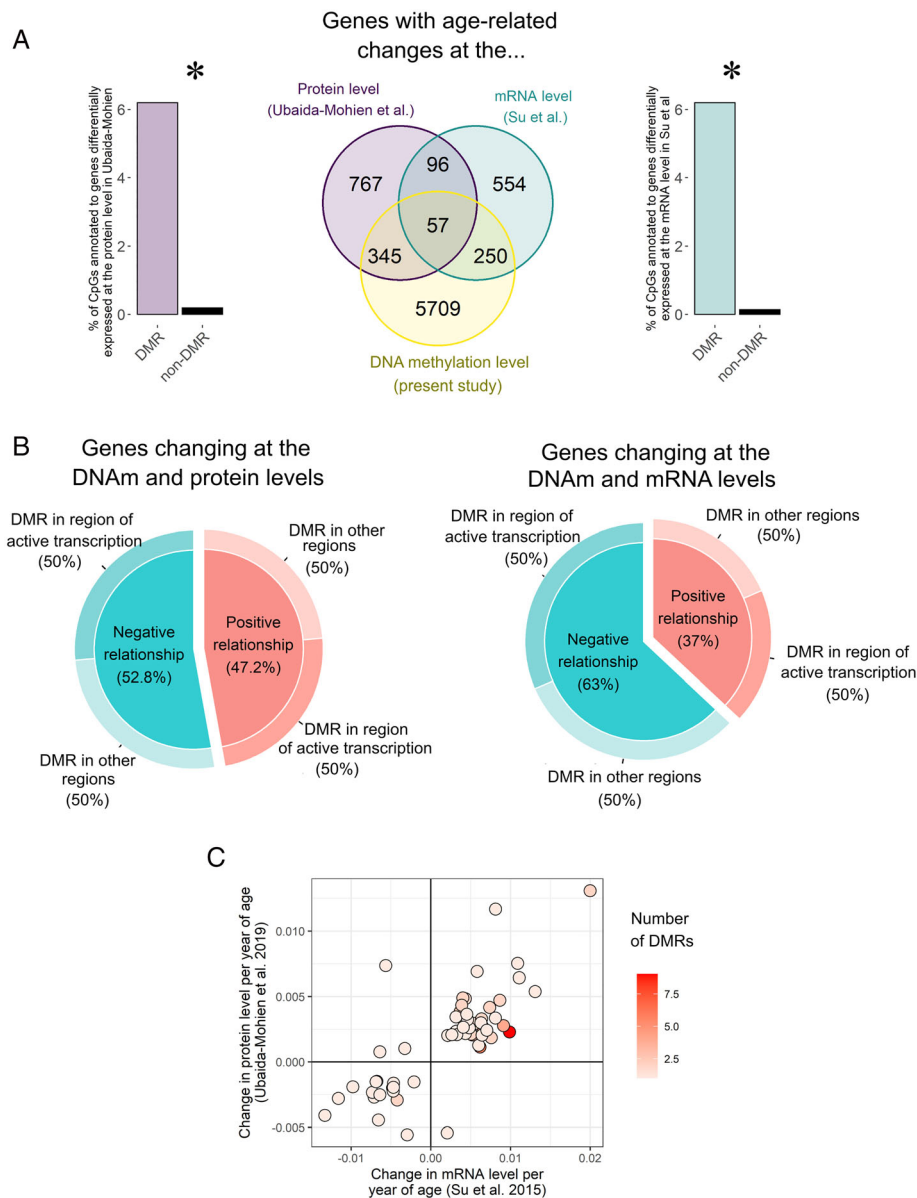 A
Genes with age-related
changes at the...
% of CpGs annotated to genes differentially
expressed at the protein level in Ubaida-Mohien
*
6
4
2
0
DMR
non-DMR
Protein level
(Ubaida-Mohien et al.)
mRNA level
(Su et al.)
767
96
554
57
345
250
5709
DNA methylation level
(present study)
% of CpGs annotated to genes differentially
expressed at the mRNA level in Su et al
*
6
4
2
0
DMR
non-DMR
B
Genes changing at the
DNAm and protein levels
DMR in region of
active transcription
(50%)
DMR in other
regions
(50%)
Negative
relationship
(52.8%)
Positive
relationship
(47.2%)
DMR in other
regions
(50%)
DMR in region
of active transcription
(50%)
Genes changing at the
DNAm and mRNA levels
DMR in region of
active transcription
(50%)
DMR in other regions
(50%)
Negative
relationship
(63%)
Positive
relationship
(37%)
DMR in region of
active transcription
(50%)
DMR in other regions
(50%)
C
Change in protein level per year of age
(Ubaida-Mohien et al. 2019)
0.010
0.005
0.000
-0.005
-0.01
0.00
0.01
0.02
Change in mRNA level per
year of age (Su et al. 2015)
Number
of DMRs
7.5
5.0
2.5